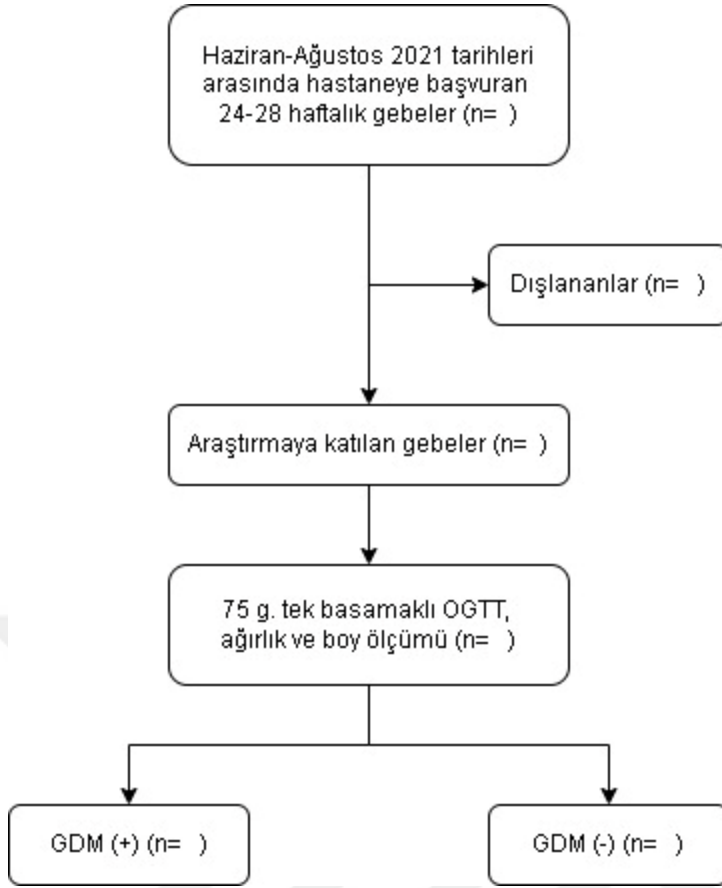 Haziran-Ağustos 2021 tarihleri
arasında hastaneye başvuran
24-28 haftalık gebeler (n=  )
Dışlananlar (n=  )
Araştırmaya katılan gebeler (n=  )
75 g. tek basamaklı OGTT,
ağırlık ve boy ölçümü (n=  )
GDM (+) (n=  )
GDM (-) (n=  )